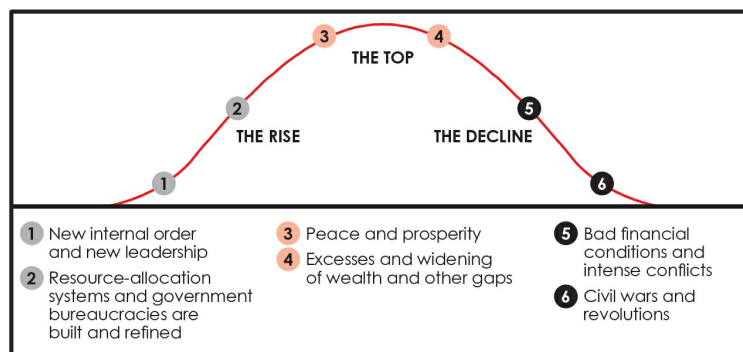 3
4
THE TOP
2
5
THE RISE
THE DECLINE
1
6
1 New internal order
and new leadership
2 Resource-allocation
systems and government
bureaucracies are
built and refined
3 Peace and prosperity
4 Excesses and widening
of wealth and other gaps
5 Bad financial
conditions and
intense conflicts
6 Civil wars and
revolutions